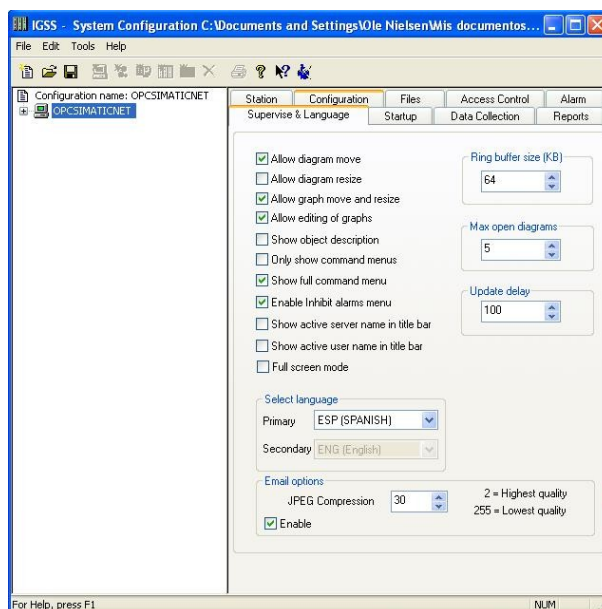 IGSS - System Configuration C:\Documents and Settings\Ole Nielsen\Mis documentos...
File Edit Tools Help
Configuration name: OPCSIMATICNET
OPCSIMATICNET
Station Configuration Files Access Control Alarm
Supervise & Language Startup Data Collection Reports
Allow diagram move
Allow diagram resize
Allow graph move and resize
Allow editing of graphs
Show object description
Only show command menus
Show full command menu
Enable Inhibit alarms menu
Show active server name in title bar
Show active user name in title bar
Full screen mode
Ring buffer size (KB)
64
Max open diagrams
5
Update delay
100
Select language
Primary ESP (SPANISH)
Secondary ENG (English)
Email options
JPEG Compression 30
2 = Highest quality
255 = Lowest quality
Enable
For Help, press F1 NUM